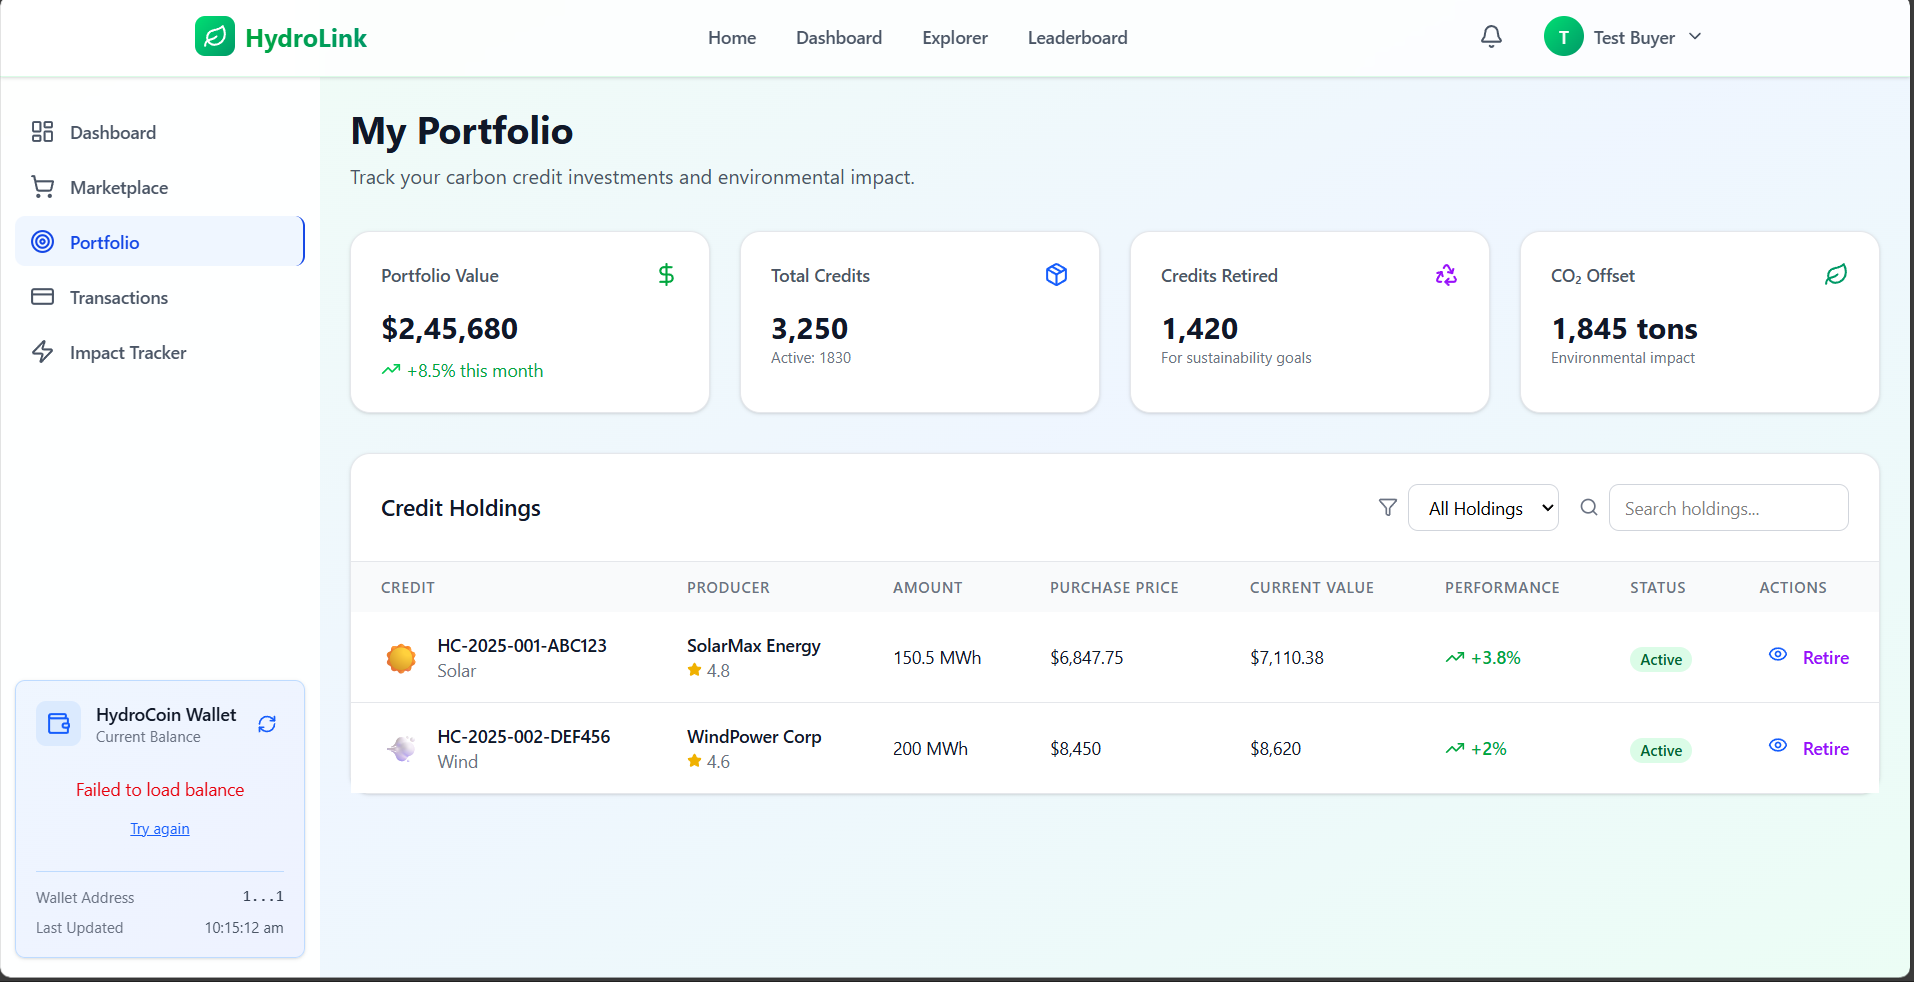 HydroLink
Home Dashboard Explorer Leaderboard
T Test Buyer
Dashboard
Marketplace
Portfolio
Transactions
Impact Tracker
HydroCoin Wallet
Current Balance
Failed to load balance
Try again
Wallet Address 1...1
Last Updated 10:15:12 am
My Portfolio
Track your carbon credit investments and environmental impact.
Portfolio Value
$2,45,680
+8.5% this month
Total Credits
3,250
Active: 1830
Credits Retired
1,420
For sustainability goals
CO₂ Offset
1,845 tons
Environmental impact
Credit Holdings
All Holdings
Search holdings...
CREDIT PRODUCER AMOUNT PURCHASE PRICE CURRENT VALUE PERFORMANCE STATUS ACTIONS
HC-2025-001-ABC123 SolarMax Energy
150.5 MWh $6,847.75 $7,110.38 +3.8% Active Retire
Solar 4.8
HC-2025-002-DEF456 WindPower Corp
200 MWh $8,450 $8,620 +2% Active Retire
Wind 4.6